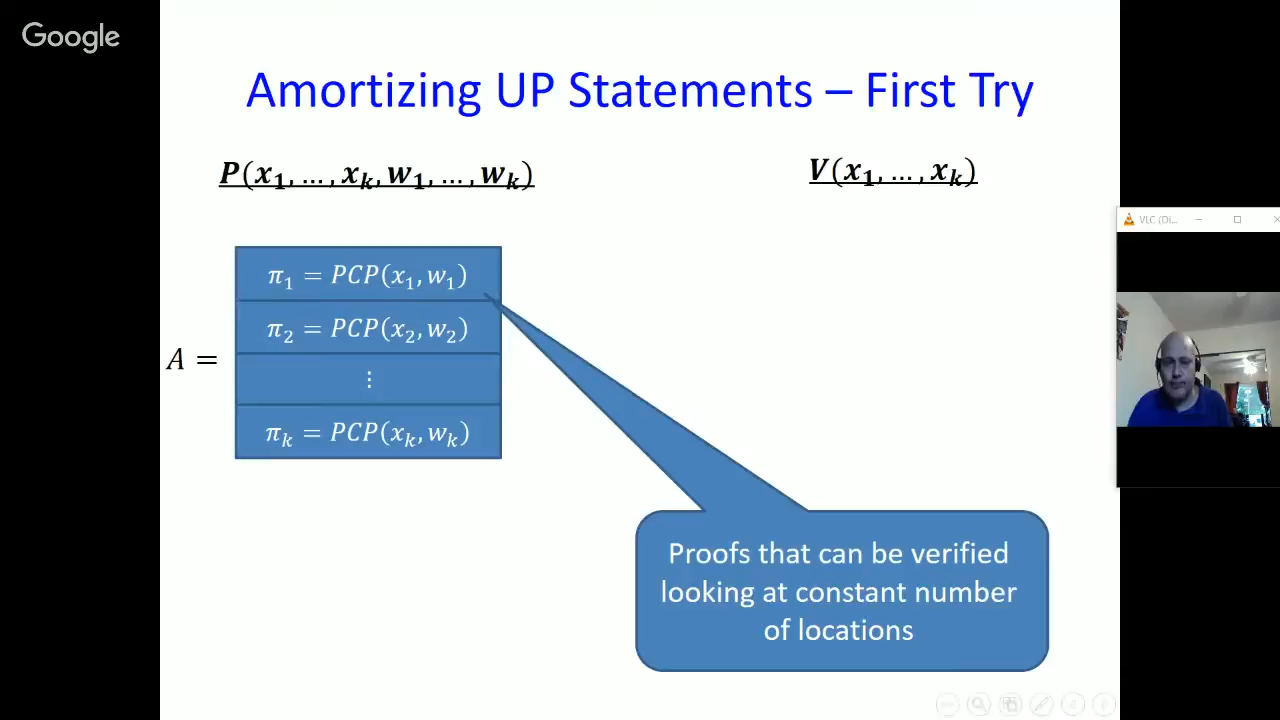 Google
Amortizing UP Statements – First Try
P(x₁, …, xₖ, w₁, …, wₖ)
V(x₁, …, xₖ)
VLC (Di...
π₁ = PCP(x₁, w₁)
π₂ = PCP(x₂, w₂)
A =
⋮
πₖ = PCP(xₖ, wₖ)
Proofs that can be verified
looking at constant number
of locations